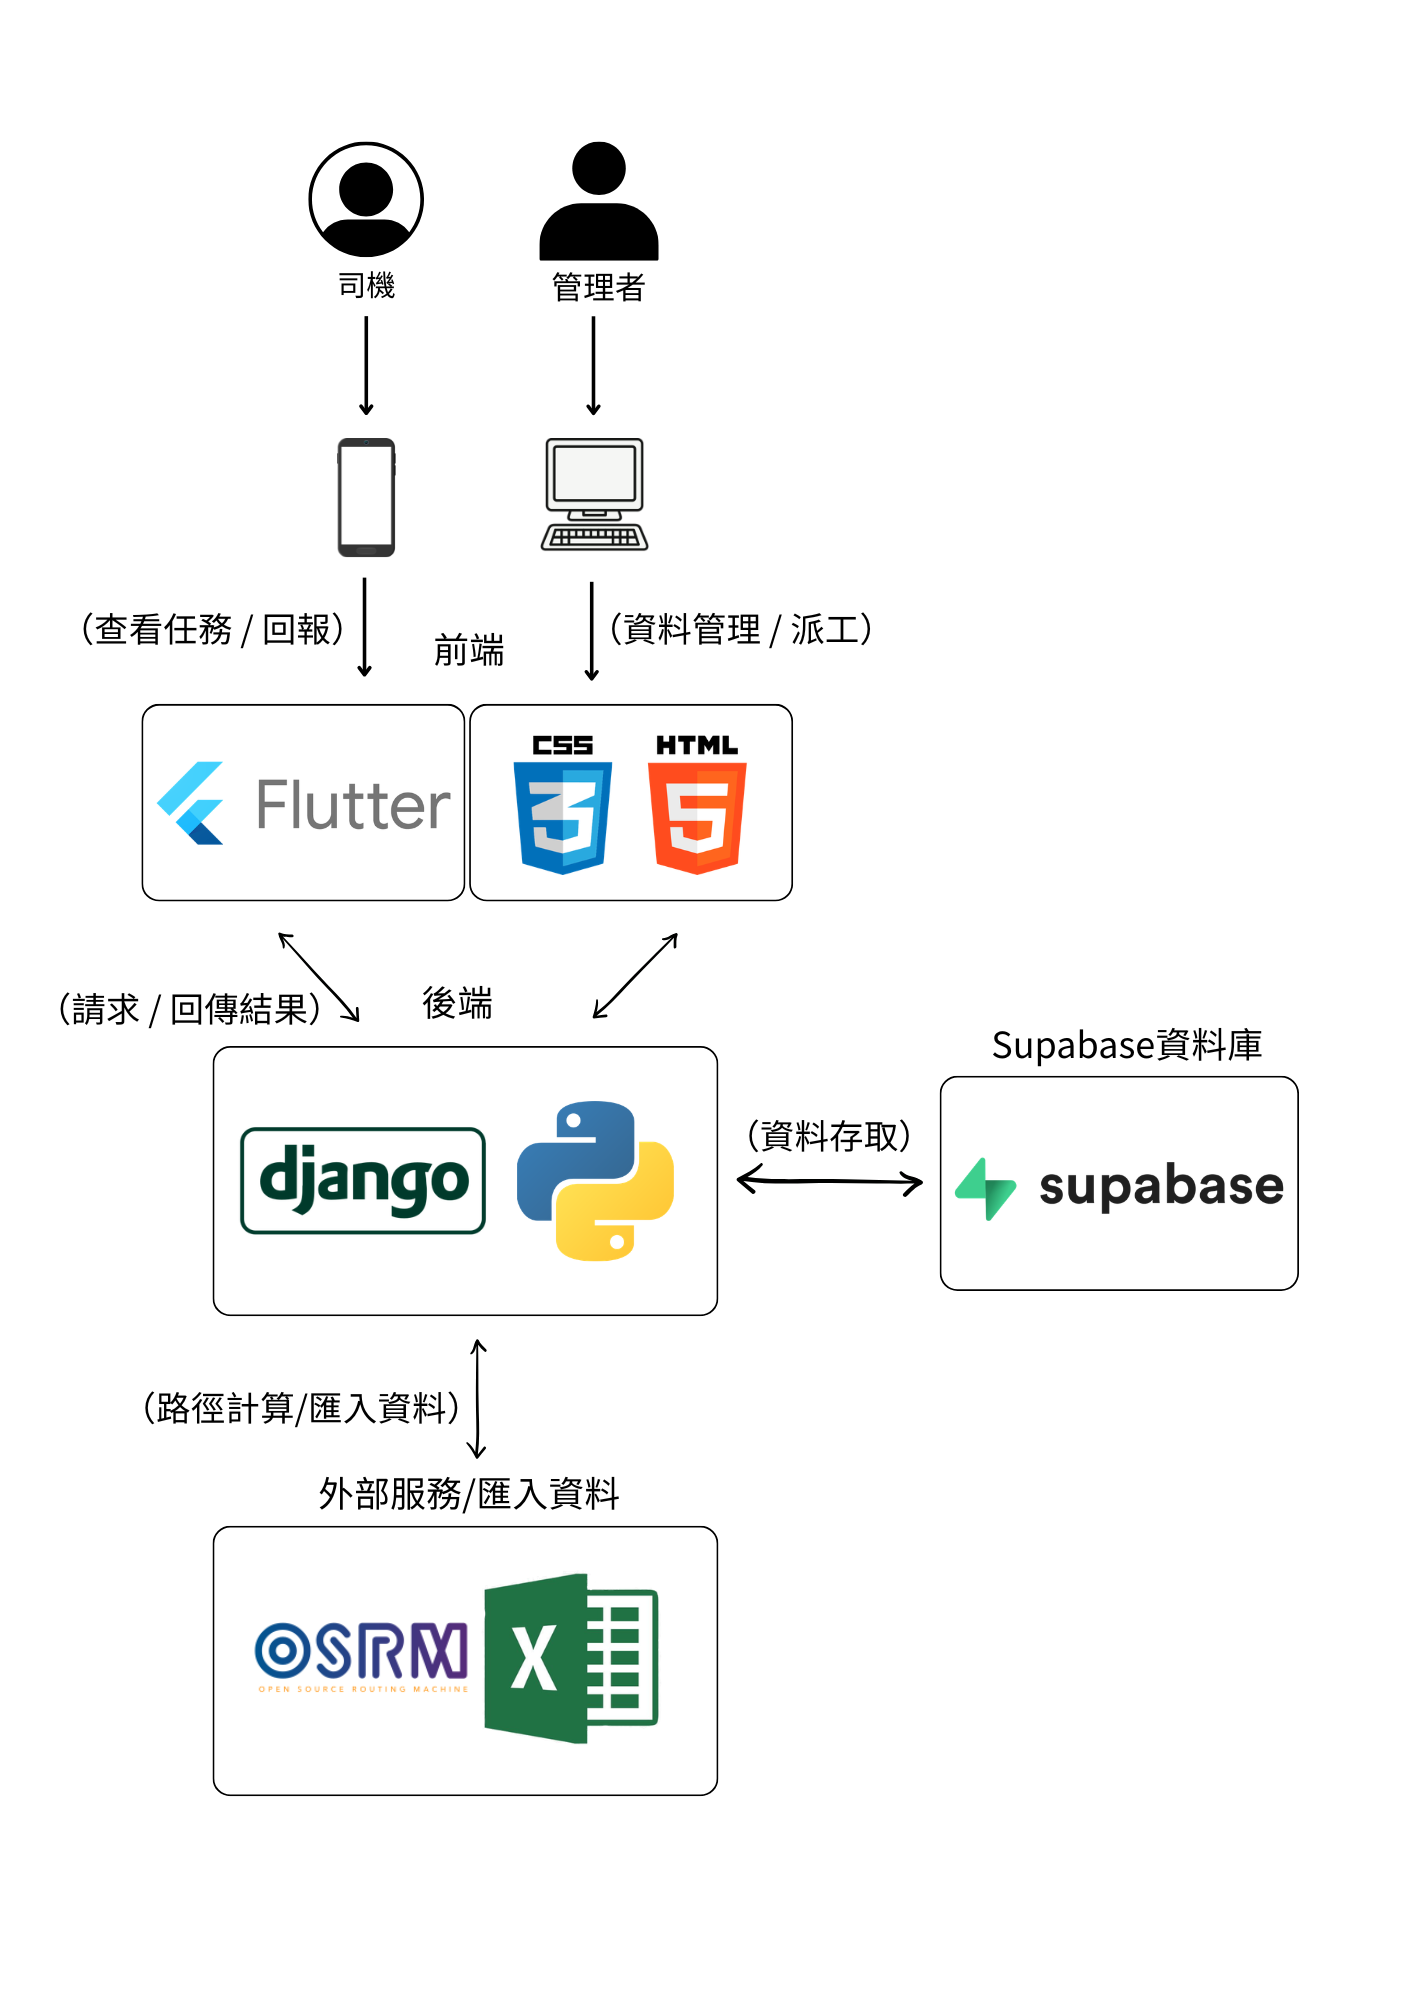 司機
管理者
（查看任務 / 回報）
前端
（資料管理 / 派工）
Flutter
CSS
HTML
（請求 / 回傳結果）
後端
Supabase資料庫
django
（資料存取）
supabase
（路徑計算/匯入資料）
外部服務/匯入資料
OSRM
OPEN SOURCE ROUTING MACHINE
X